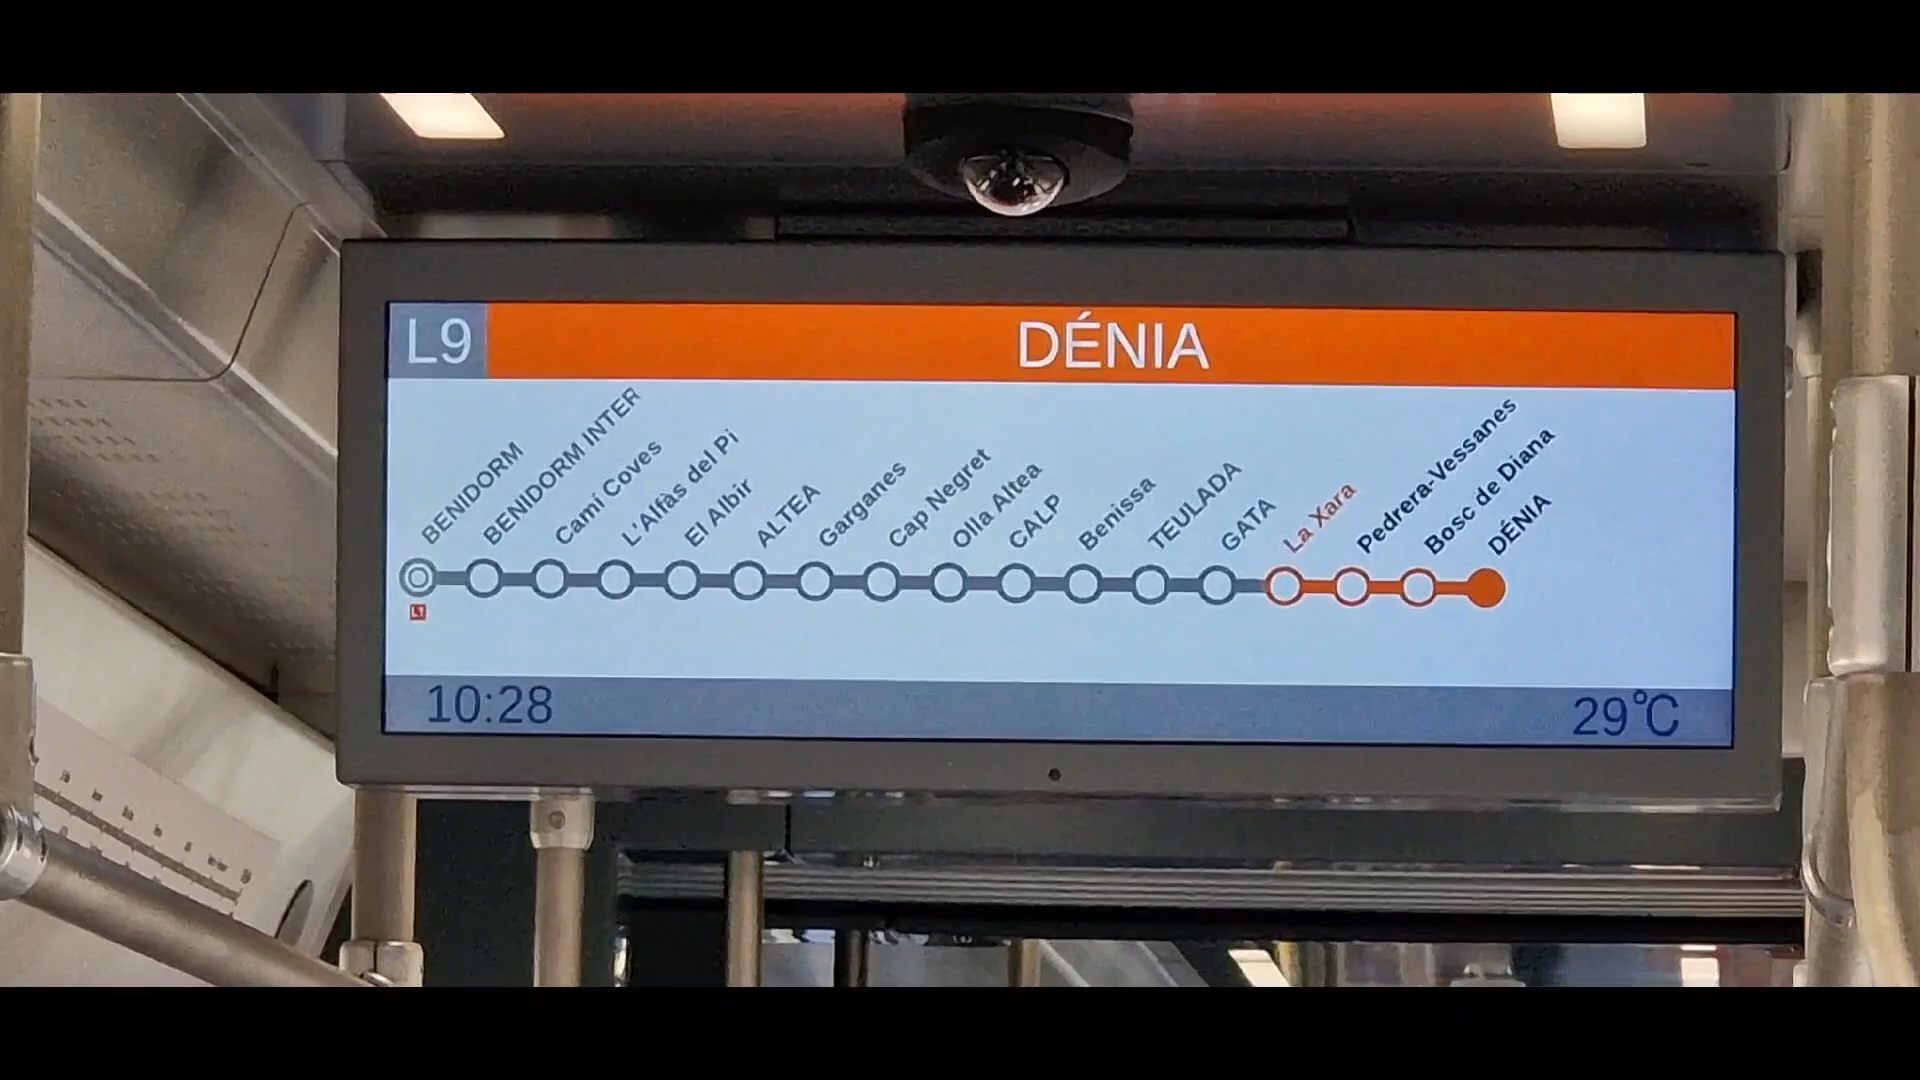 L9
DÉNIA
BENIDORM
BENIDORM INTER
Camí Coves
L'Alfàs del Pi
El Albir
ALTEA
Garganes
Cap Negret
Olla Altea
CALP
Benissa
TEULADA
GATA
La Xara
Pedrera-Vessanes
Bosc de Diana
DÉNIA
L1
10:28
29°C